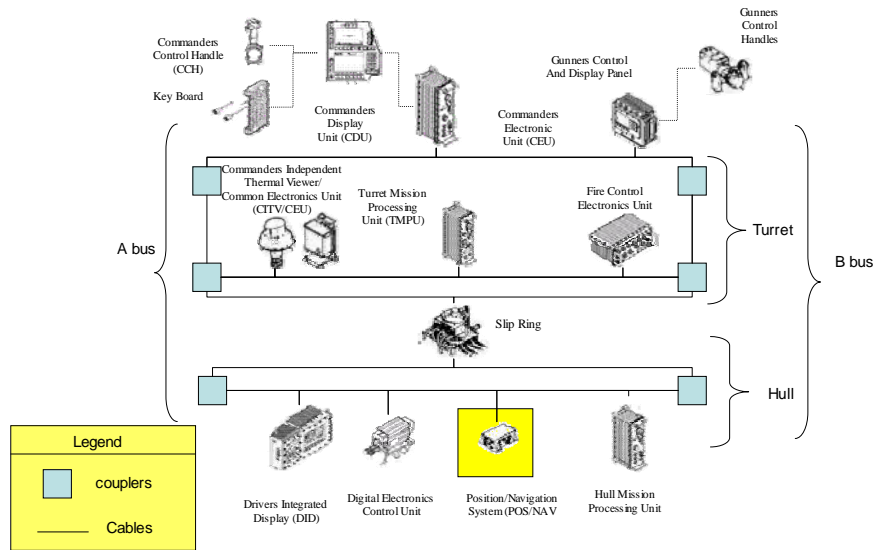 Commanders
Control Handle
(CCH)
Key Board
Commanders
Display
Unit (CDU)
Gunners Control
And Display Panel
Commanders
Electronic
Unit (CEU)
Gunners
Control
Handles
Commanders Independent
Thermal Viewer/
Common Electronics Unit
(CITV/CEU)
Turret Mission
Processing
Unit (TMPU)
Fire Control
Electronics Unit
Turret
A bus
B bus
Slip Ring
Hull
Legend
couplers
Cables
Drivers Integrated
Display (DID)
Digital Electronics
Control Unit
Position/Navigation
System (POS/NAV
Hull Mission
Processing Unit